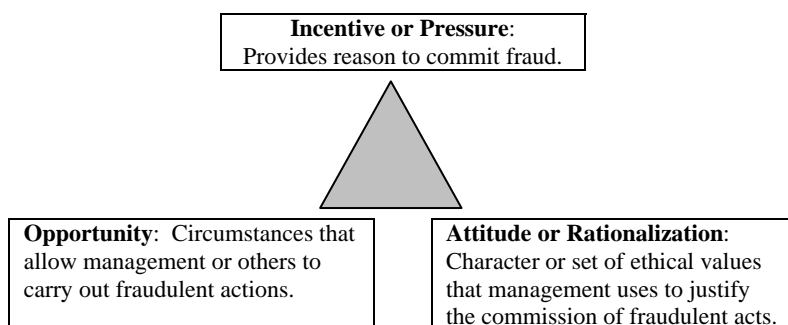 Incentive or Pressure:
Provides reason to commit fraud.
Opportunity: Circumstances that
allow management or others to
carry out fraudulent actions.
Attitude or Rationalization:
Character or set of ethical values
that management uses to justify
the commission of fraudulent acts.